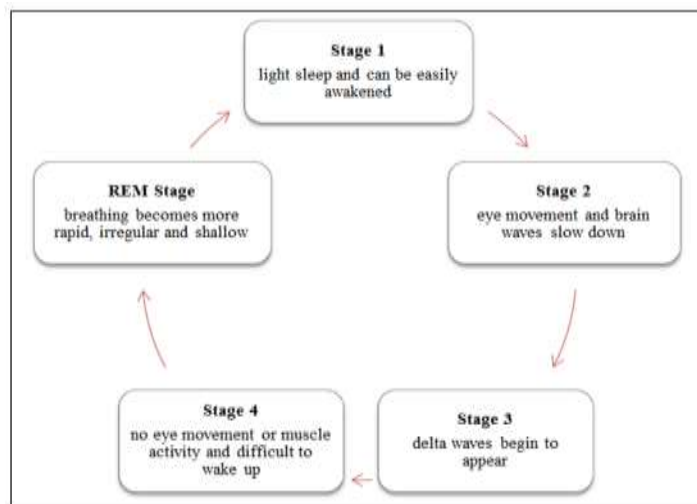 Stage 1
light sleep and can be easily
awakened
Stage 2
eye movement and brain
waves slow down
Stage 3
delta waves begin to
appear
Stage 4
no eye movement or muscle
activity and difficult to
wake up
REM Stage
breathing becomes more
rapid, irregular and shallow